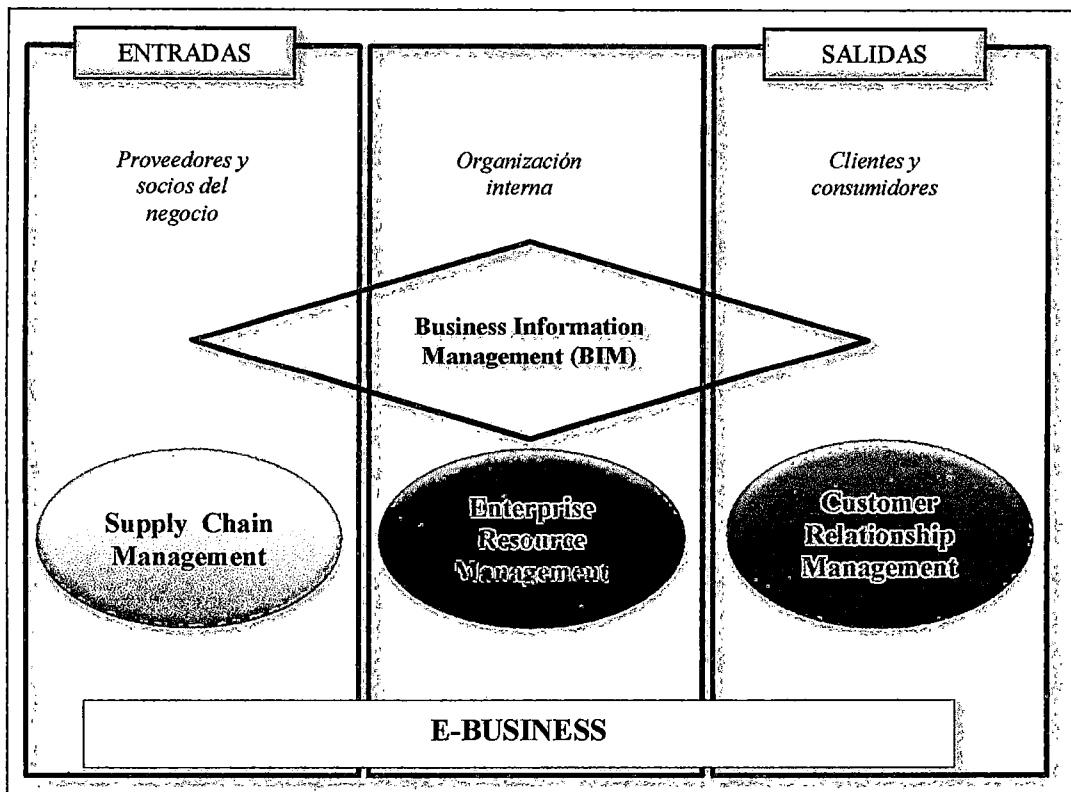 ENTRADAS
SALIDAS
Proveedores y
socios del
negocio
Organización
interna
Clientes y
consumidores
Business Information
Management (BIM)
Supply Chain
Management
Enterprise
Resource
Management
Customer
Relationship
Management
E-BUSINESS